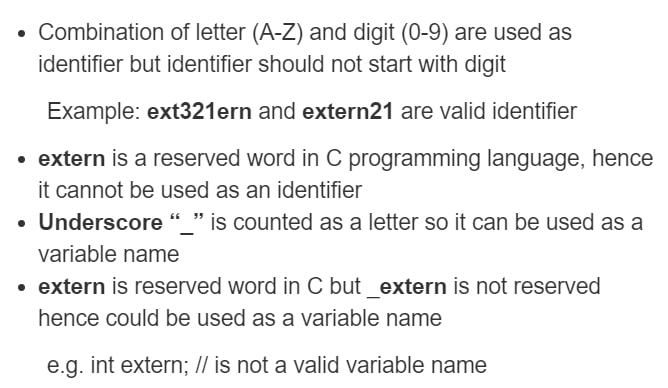 • Combination of letter (A-Z) and digit (0-9) are used as
identifier but identifier should not start with digit
Example: ext321ern and extern21 are valid identifier
• extern is a reserved word in C programming language, hence
it cannot be used as an identifier
• Underscore “_” is counted as a letter so it can be used as a
variable name
• extern is reserved word in C but _extern is not reserved
hence could be used as a variable name
e.g. int extern; // is not a valid variable name